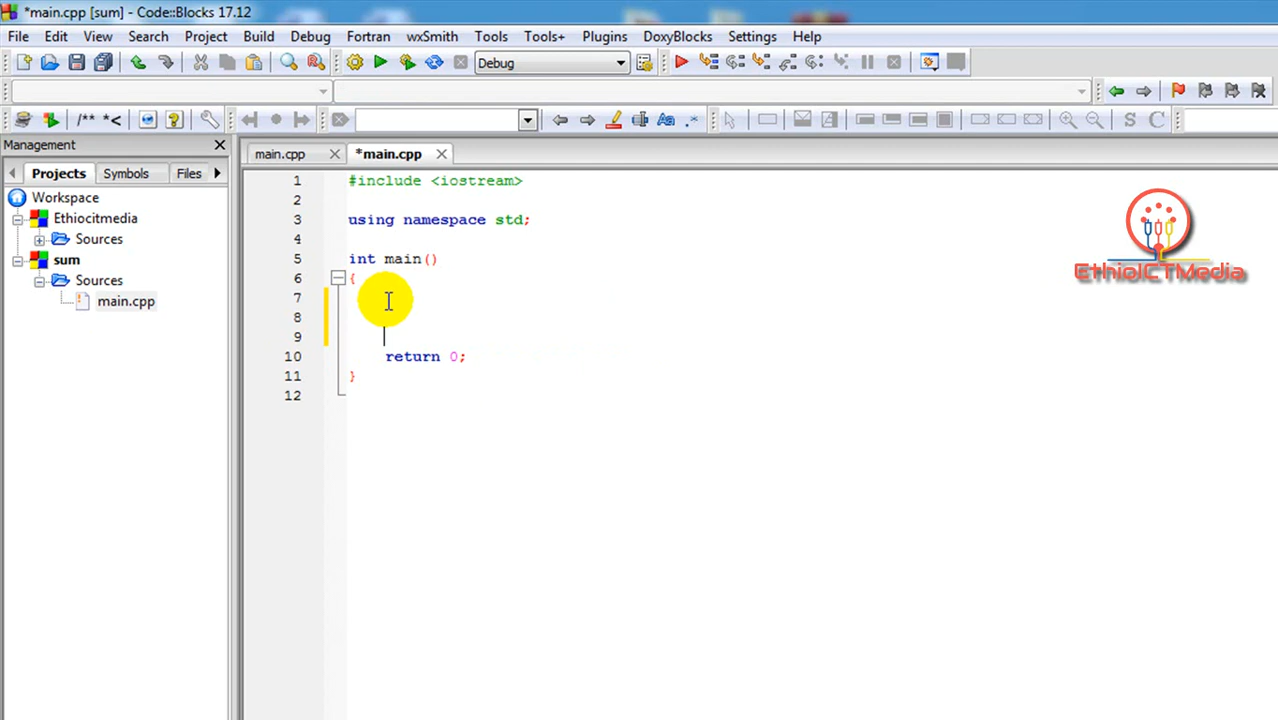 *main.cpp [sum] - Code::Blocks 17.12
File Edit View Search Project Build Debug Fortran wxSmith Tools Tools+ Plugins DoxyBlocks Settings Help
Debug
/** *<
Aa .*
S C
Management
Projects Symbols Files
Workspace
Ethiocitmedia
Sources
sum
Sources
main.cpp
main.cpp *main.cpp
1 #include <iostream>
2
3 using namespace std;
4
5 int main()
6 {
7
8
9
10 return 0;
11 }
12
EthioICTMedia